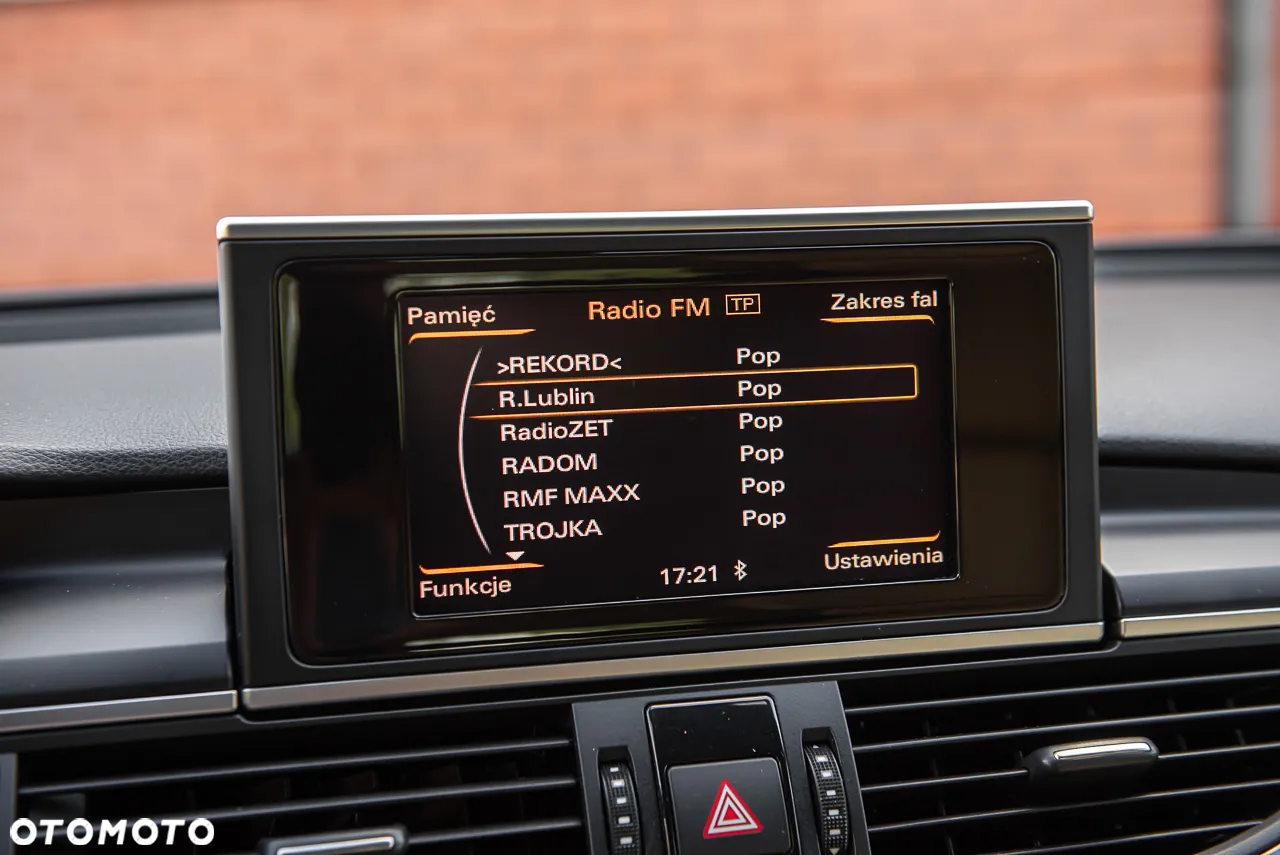 Pamięć Radio FM TP Zakres fal
>REKORD< Pop
R.Lublin Pop
RadioZET Pop
RADOM Pop
RMF MAXX Pop
TROJKA Pop
Funkcje 17:21 Ustawienia
OTOMOTO